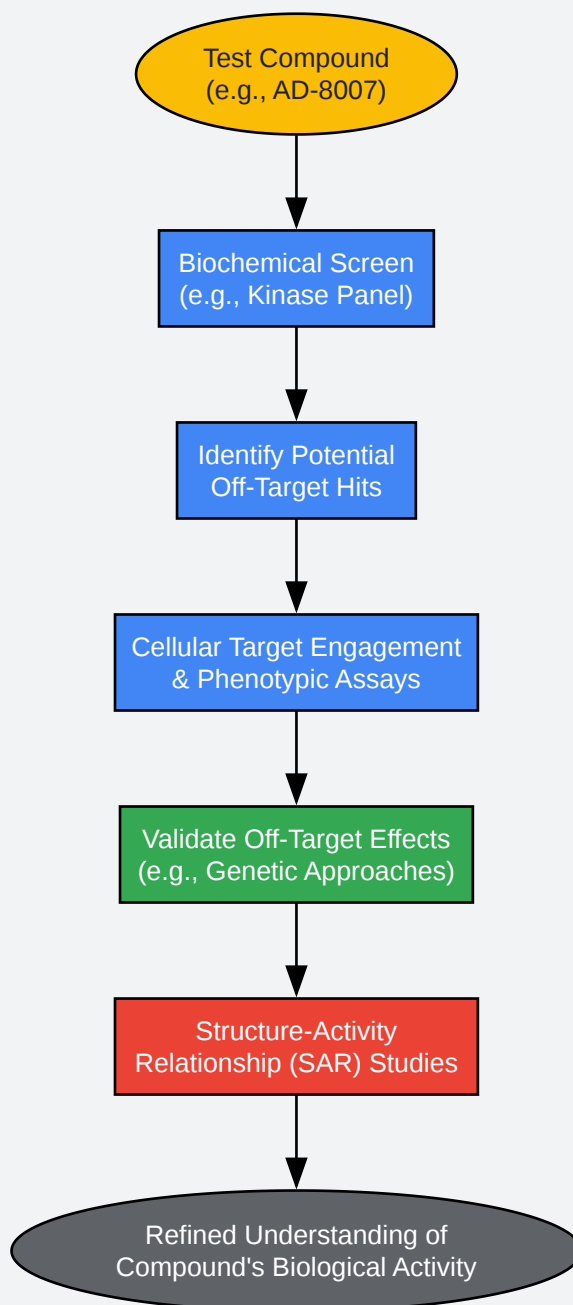 Test Compound
(e.g., AD-8007)
Biochemical Screen
(e.g., Kinase Panel)
Identify Potential
Off-Target Hits
Cellular Target Engagement
& Phenotypic Assays
Validate Off-Target Effects
(e.g., Genetic Approaches)
Structure-Activity
Relationship (SAR) Studies
Refined Understanding of
Compound's Biological Activity